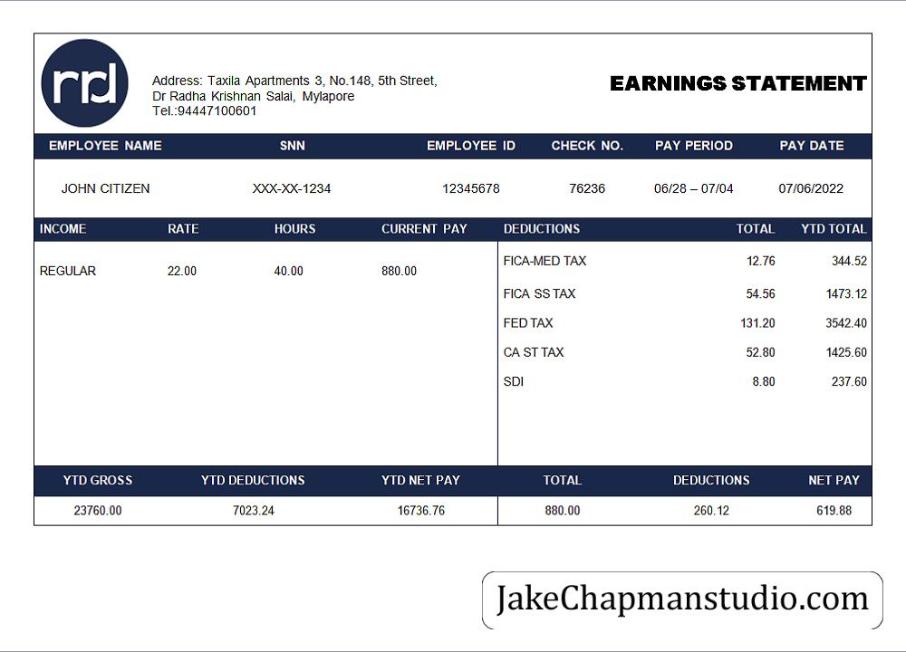 rrd
Address: Taxila Apartments 3, No.148, 5th Street,
Dr Radha Krishnan Salai, Mylapore
Tel.:94447100601
EARNINGS STATEMENT
EMPLOYEE NAME SNN EMPLOYEE ID CHECK NO. PAY PERIOD PAY DATE
JOHN CITIZEN XXX-XX-1234 12345678 76236 06/28 – 07/04 07/06/2022
INCOME RATE HOURS CURRENT PAY DEDUCTIONS TOTAL YTD TOTAL
REGULAR 22.00 40.00 880.00
FICA-MED TAX 12.76 344.52
FICA SS TAX 54.56 1473.12
FED TAX 131.20 3542.40
CA ST TAX 52.80 1425.60
SDI 8.80 237.60
YTD GROSS YTD DEDUCTIONS YTD NET PAY TOTAL DEDUCTIONS NET PAY
23760.00 7023.24 16736.76 880.00 260.12 619.88
JakeChapmanstudio.com